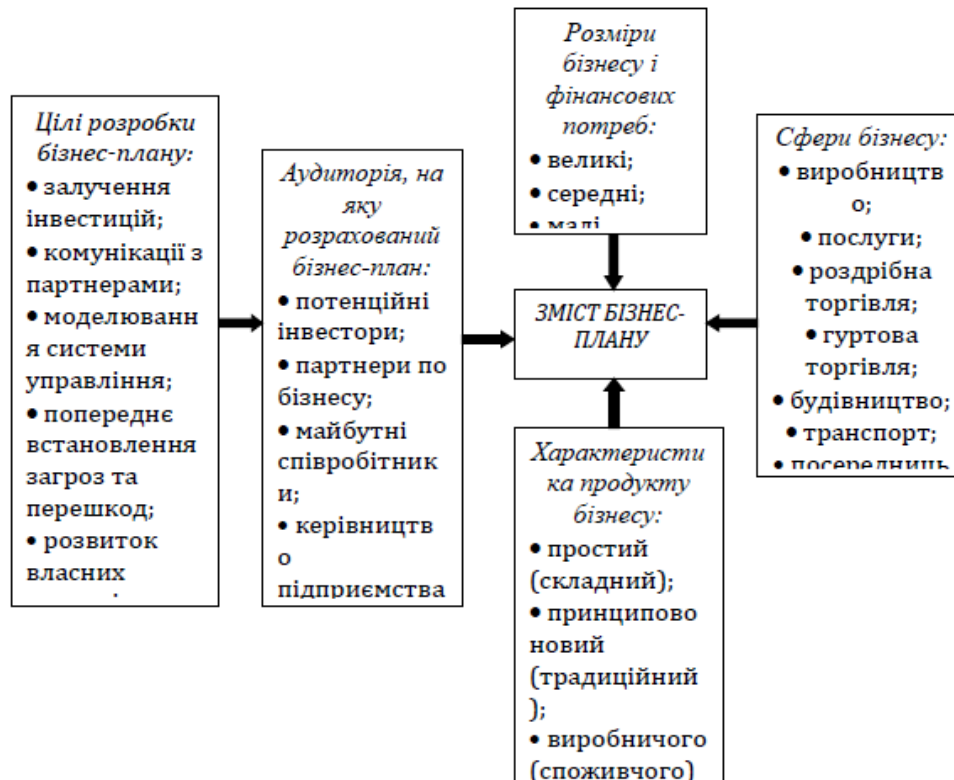 Цілі розробки
бізнес-плану:
• залучення
інвестицій;
• комунікації з
партнерами;
• моделюванн
я системи
управління;
• попереднє
встановлення
загроз та
перешкод;
• розвиток
власних
Аудиторія, на
яку
розрахований
бізнес-план:
• потенційні
інвестори;
• партнери по
бізнесу;
• майбутні
співробітник
и;
• керівництв
о
підприємства
Розміри
бізнесу і
фінансових
потреб:
• великі;
• середні;
• малі
ЗМІСТ БІЗНЕС-
ПЛАНУ
Характеристи
ка продукту
бізнесу:
• простий
(складний);
• принципово
новий
(традиційний
);
• виробничого
(споживчого)
Сфери бізнесу:
• виробництв
о;
• послуги;
• роздрібна
торгівля;
• гуртова
торгівля;
• будівництво;
• транспорт;
• посередниць